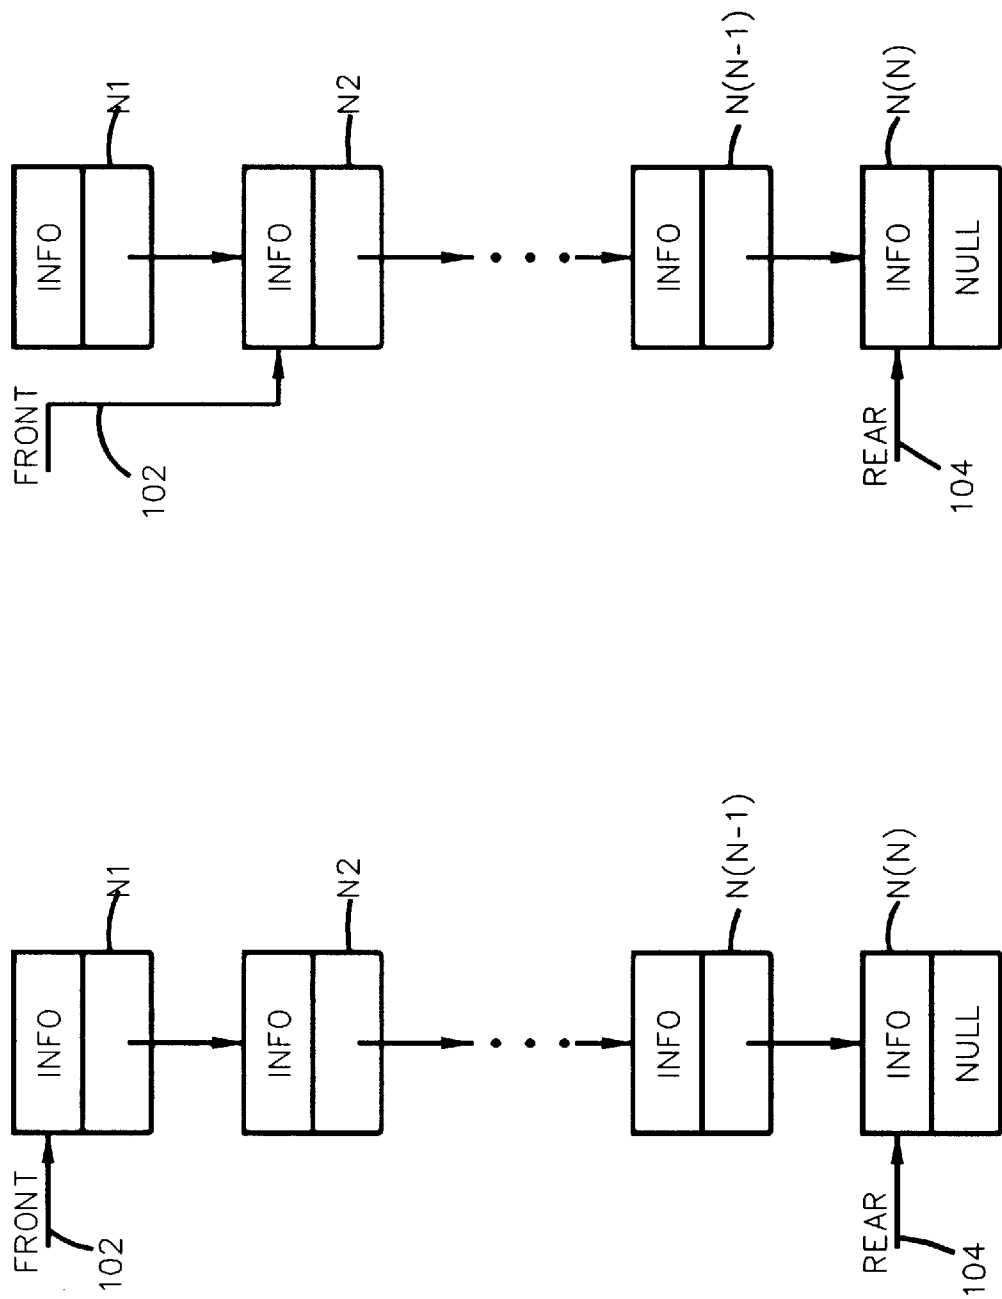 FRONT
102
INFO
N1
INFO
N2
INFO
N(N-1)
REAR
104
INFO
NULL
N(N)
FRONT
102
INFO
N1
INFO
N2
INFO
N(N-1)
REAR
104
INFO
NULL
N(N)